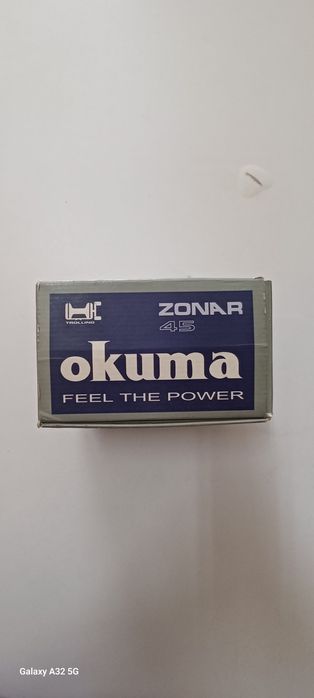 ZONAR
TROLLING
45
okuma
FEEL THE POWER
Galaxy A32 5G